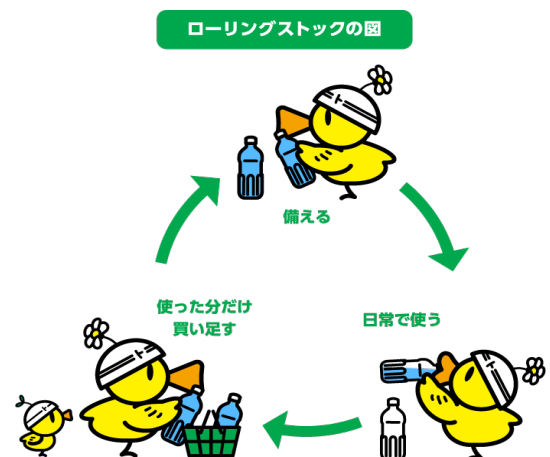 ローリングストックの図
備える
日常で使う
使った分だけ
買い足す